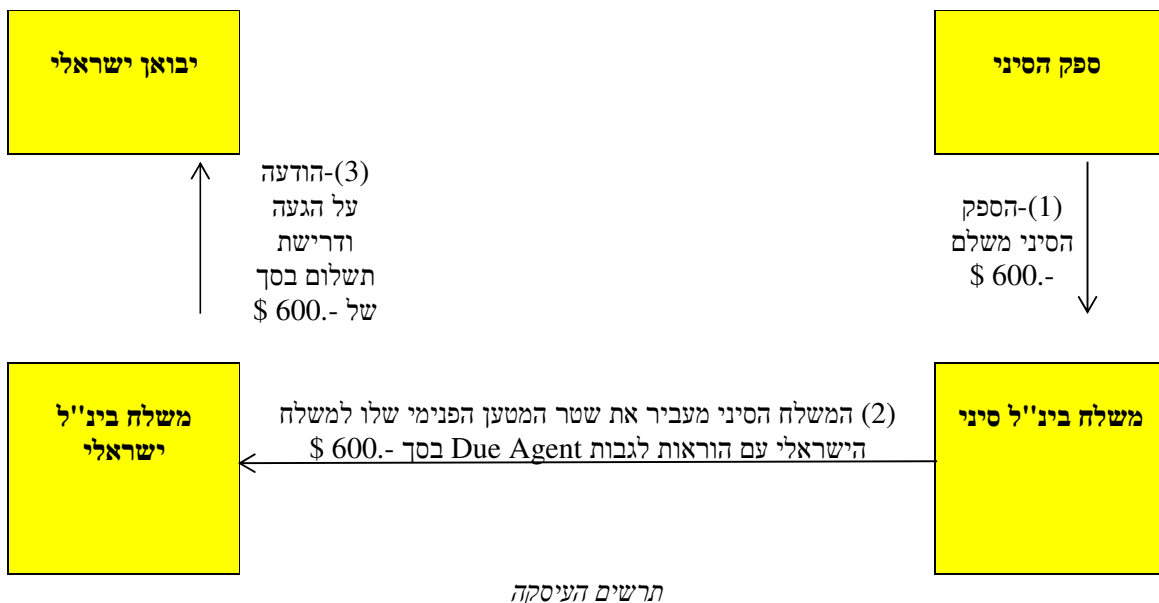 ספק הסיני
יבואן ישראלי
(1)-הספק
הסיני משלם
$ 600.-
(3)-הודעה
על הגעה
ודרישת
תשלום בסך
של -.600 $
משלח בינ''ל סיני
(2) המשלח הסיני מעביר את שטר המטען הפנימי שלו למשלח
הישראלי עם הוראות לגבות Due Agent בסך -.600 $
משלח בינ''ל
ישראלי
תרשים העיסקה